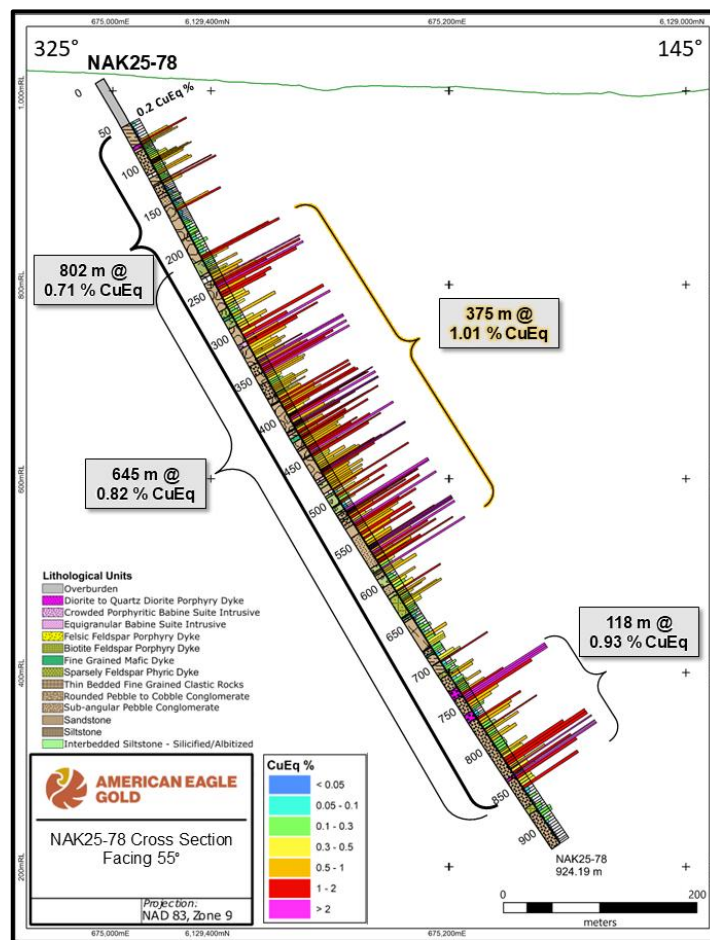 675,000mE 6,129,400mN 675,200mE 6,129,000mN
325°
145°
NAK25-78
1,000mRL
0
0.2 CuEq %
50
100
150
200
802 m @
0.71 % CuEq
800mRL
250
375 m @
1.01 % CuEq
300
350
400
450
645 m @
0.82 % CuEq
600mRL
500
550
600
650
118 m @
0.93 % CuEq
400mRL
700
750
800
850
900
NAK25-78
924.19 m
Lithological Units
Overburden
Diorite to Quartz Diorite Porphyry Dyke
Crowded Porphyritic Babine Suite Intrusive
Equigranular Babine Suite Intrusive
Felsic Feldspar Porphyry Dyke
Biotite Feldspar Porphyry Dyke
Fine Grained Mafic Dyke
Sparsely Feldspar Phyric Dyke
Thin Bedded Fine Grained Clastic Rocks
Rounded Pebble to Cobble Conglomerate
Sub-angular Pebble Conglomerate
Sandstone
Siltstone
Interbedded Siltstone - Silicified/Albitized
AMERICAN EAGLE
GOLD
NAK25-78 Cross Section
Facing 55°
Projection:
NAD 83, Zone 9
CuEq %
< 0.05
0.05 - 0.1
0.1 - 0.3
0.3 - 0.5
0.5 - 1
1 - 2
> 2
200mRL
0 200
meters
675,000mE 6,129,400mN 675,200mE 6,129,000mN